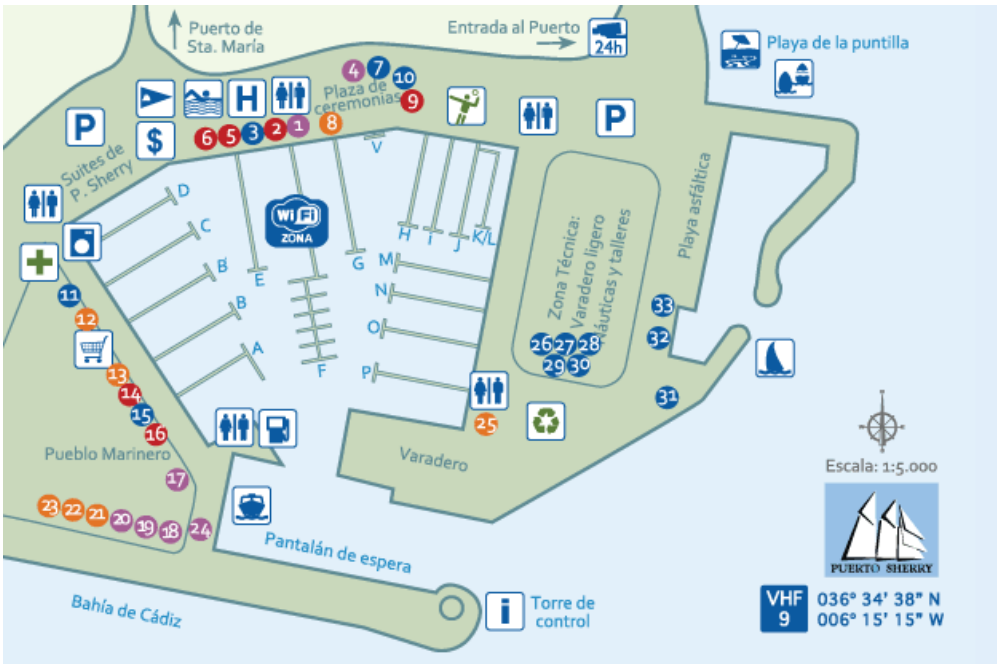 Puerto de
Sta. María
Entrada al Puerto
24h
Playa de la puntilla
P
$
H
Plaza de
ceremonias
4
7
10
9
6
5
3
2
1
8
P
Suites de
P. Sherry
D
C
B'
B
A
E
F
G
V
WiFi
ZONA
H
i
J
K/L
M
N
O
P
Zona Técnica:
Varadero ligero
Náuticas y talleres
Playa asfáltica
26
27
28
29
30
33
32
31
11
12
13
14
15
16
17
Pueblo Marinero
23
22
21
20
19
18
24
25
Varadero
Pantalán de espera
Bahía de Cádiz
i
Torre de
control
Escala: 1:5.000
PUERTO SHERRY
VHF
9
036° 34' 38" N
006° 15' 15" W